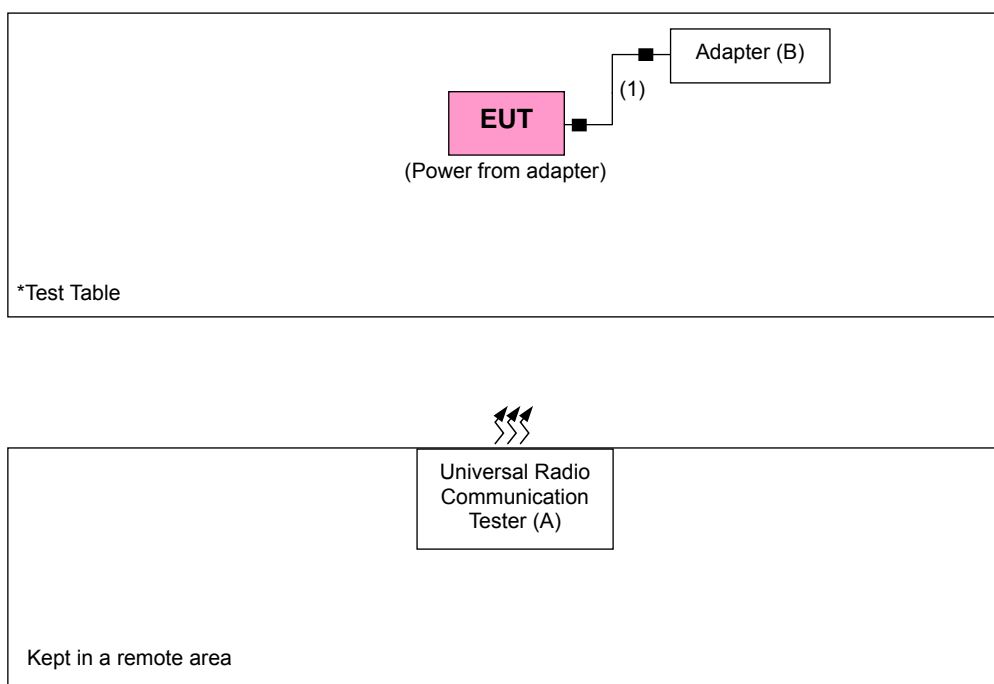 Adapter (B)
(1)
EUT
(Power from adapter)
*Test Table
Universal Radio
Communication
Tester (A)
Kept in a remote area